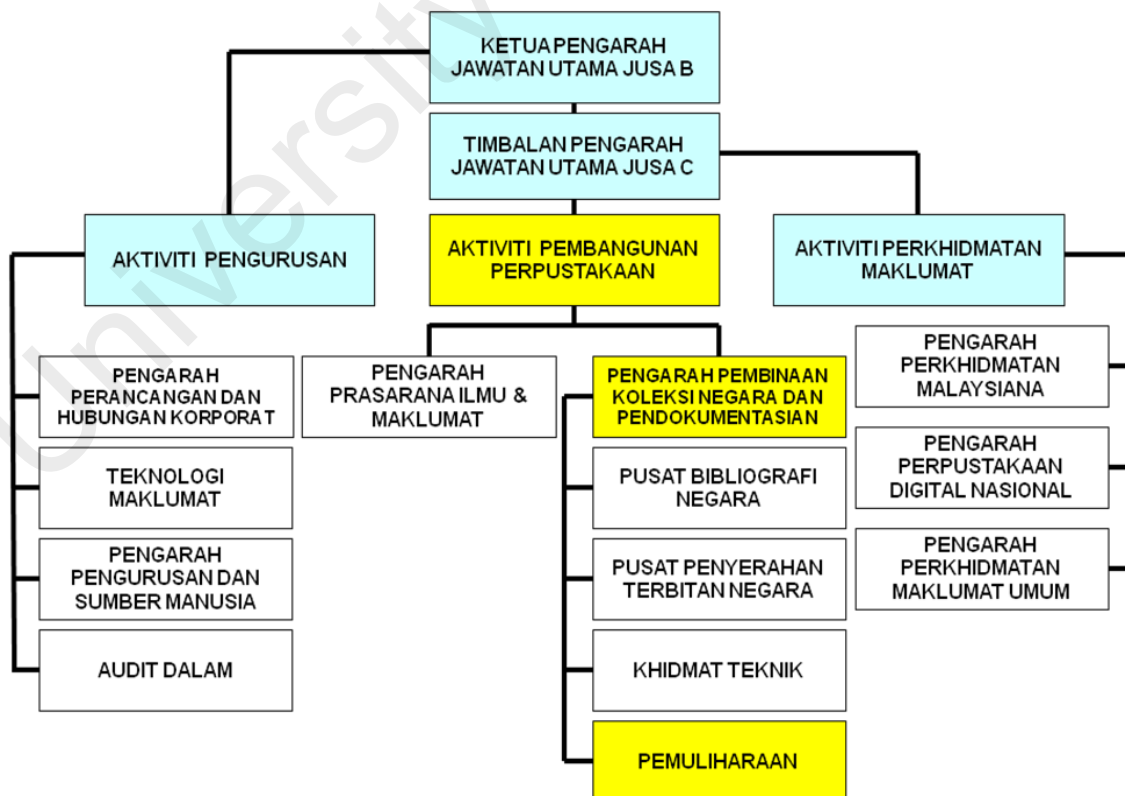 KETUA PENGARAH
JAWATAN UTAMA JUSA B
TIMBALAN PENGARAH
JAWATAN UTAMA JUSA C
AKTIVITI PENGURUSAN
AKTIVITI PEMBANGUNAN
PERPUSTAKAAN
AKTIVITI PERKHIDMATAN
MAKLUMAT
PENGARAH
PERANCANGAN DAN
HUBUNGAN KORPORAT
TEKNOLOGI
MAKLUMAT
PENGARAH
PENGURUSAN DAN
SUMBER MANUSIA
AUDIT DALAM
PENGARAH
PRASARANA ILMU &
MAKLUMAT
PENGARAH PEMBINAAN
KOLEKSI NEGARA DAN
PENDOKUMENTASIAN
PUSAT BIBLIOGRAFI
NEGARA
PUSAT PENYERAHAN
TERBITAN NEGARA
KHIDMAT TEKNIK
PEMULIHARAAN
PENGARAH
PERKHIDMATAN
MALAYSIANA
PENGARAH
PERPUSTAKAAN
DIGITAL NASIONAL
PENGARAH
PERKHIDMATAN
MAKLUMAT UMUM
University